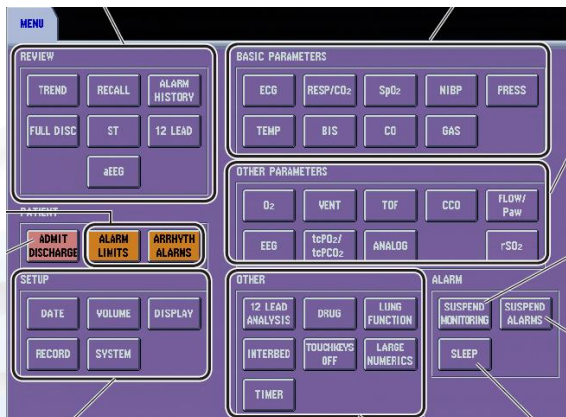 MENU
REVIEW
TREND
RECALL
ALARM
HISTORY
FULL DISC
ST
12 LEAD
aEEG
BASIC PARAMETERS
ECG
RESP/CO2
SpO2
NIBP
PRESS
TEMP
BIS
CO
GAS
OTHER PARAMETERS
O2
VENT
TOF
CCO
FLOW/
Paw
EEG
tcPO2/
tcPCO2
ANALOG
rSO2
PATIENT
ADMIT
DISCHARGE
ALARM
LIMITS
ARRHYTH
ALARMS
SETUP
DATE
VOLUME
DISPLAY
RECORD
SYSTEM
OTHER
12 LEAD
ANALYSIS
DRUG
LUNG
FUNCTION
INTERBED
TOUCHKEYS
OFF
LARGE
NUMERICS
TIMER
ALARM
SUSPEND
MONITORING
SUSPEND
ALARMS
SLEEP